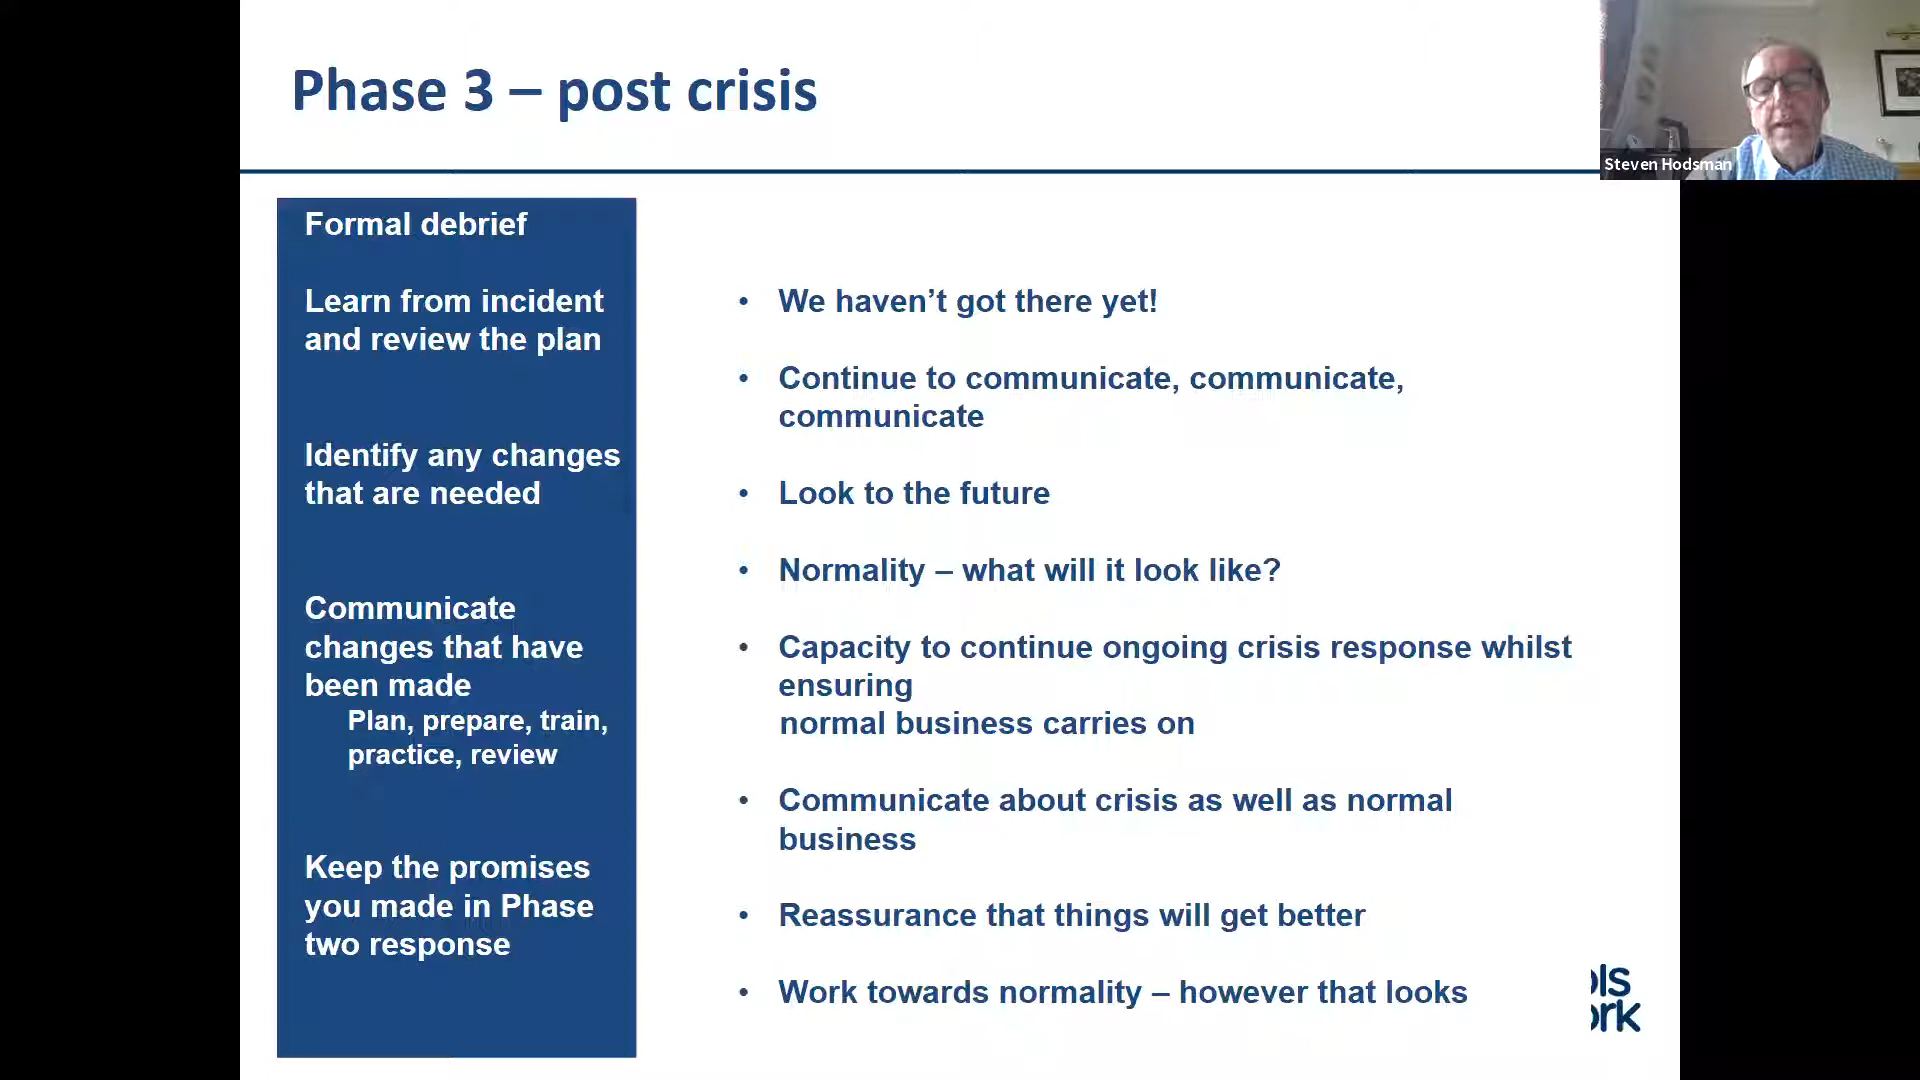 Phase 3 – post crisis
Steven Hodsman
Formal debrief
Learn from incident
and review the plan
Identify any changes
that are needed
Communicate
changes that have
been made
Plan, prepare, train,
practice, review
Keep the promises
you made in Phase
two response
• We haven’t got there yet!
• Continue to communicate, communicate,
communicate
• Look to the future
• Normality – what will it look like?
• Capacity to continue ongoing crisis response whilst
ensuring
normal business carries on
• Communicate about crisis as well as normal
business
• Reassurance that things will get better
• Work towards normality – however that looks